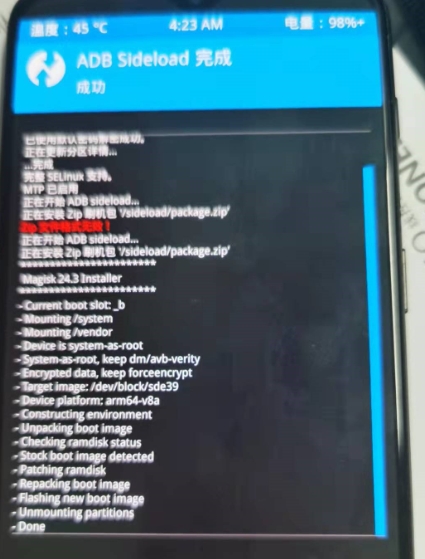 温度：45 °C 4:23 AM 电量：98%+
ADB Sideload 完成
成功
已使用默认密码解密成功。
正在更新分区详情...
...完成
完整 SELinux 支持。
MTP 已启用
正在开始 ADB sideload...
正在安装 Zip 刷机包 '/sideload/package.zip'
Zip 文件格式无效！
正在开始 ADB sideload...
正在安装 Zip 刷机包 '/sideload/package.zip'
************************
Magisk 24.3 Installer
************************
- Current boot slot: _b
- Mounting /system
- Mounting /vendor
- Device is system-as-root
- System-as-root, keep dm/avb-verity
- Encrypted data, keep forceencrypt
- Target image: /dev/block/sde39
- Device platform: arm64-v8a
- Constructing environment
- Unpacking boot image
- Checking ramdisk status
- Stock boot image detected
- Patching ramdisk
- Repacking boot image
- Flashing new boot image
- Unmounting partitions
- Done